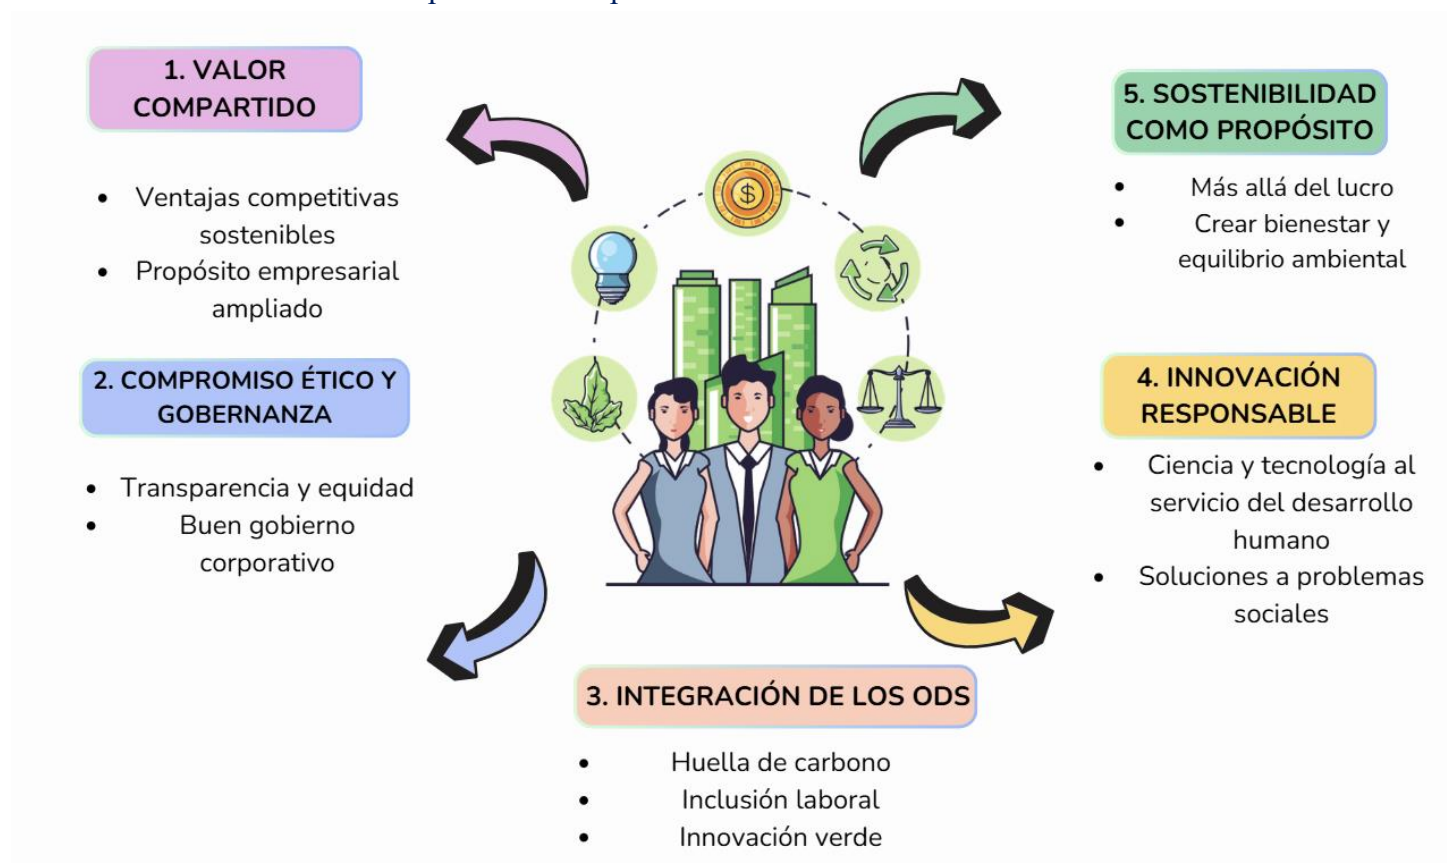 1. VALOR
COMPARTIDO
• Ventajas competitivas
sostenibles
• Propósito empresarial
ampliado
2. COMPROMISO ÉTICO Y
GOBERNANZA
• Transparencia y equidad
• Buen gobierno
corporativo
3. INTEGRACIÓN DE LOS ODS
• Huella de carbono
• Inclusión laboral
• Innovación verde
4. INNOVACIÓN
RESPONSABLE
• Ciencia y tecnología al
servicio del desarrollo
humano
• Soluciones a problemas
sociales
5. SOSTENIBILIDAD
COMO PROPÓSITO
• Más allá del lucro
• Crear bienestar y
equilibrio ambiental
$